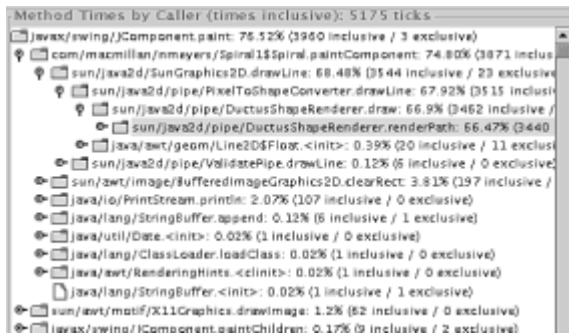 Method Times by Caller (times inclusive): 5175 ticks
javax/swing/JComponent.paint: 76.52% (3960 inclusive / 3 exclusive)
com/macmillan/nmeyers/Spiral1$Spiral.paintComponent: 74.80% (3871 inclus
sun/java2d/SunGraphics2D.drawLine: 68.48% (3544 inclusive / 23 exclusive
sun/java2d/pipe/PixelToShapeConverter.drawLine: 67.92% (3515 inclusiv
sun/java2d/pipe/DuctusShapeRenderer.draw: 66.9% (3462 inclusive /
sun/java2d/pipe/DuctusShapeRenderer.renderPath: 66.47% (3440
java/awt/geom/Line2D$Float.<init>: 0.39% (20 inclusive / 11 exclusi
sun/java2d/pipe/ValidatePipe.drawLine: 0.12% (6 inclusive / 0 exclusive
sun/awt/image/BufferedImageGraphics2D.clearRect: 3.81% (197 inclusive /
java/io/PrintStream.println: 2.07% (107 inclusive / 0 exclusive)
java/lang/StringBuffer.append: 0.12% (6 inclusive / 0 exclusive)
java/util/Date.<init>: 0.02% (1 inclusive / 0 exclusive)
java/lang/ClassLoader.loadClass: 0.02% (1 inclusive / 0 exclusive)
java/awt/RenderingHints.<clinit>: 0.02% (1 inclusive / 0 exclusive)
java/lang/StringBuffer.<init>: 0.02% (1 inclusive / 1 exclusive)
sun/awt/motif/X11Graphics.drawImage: 1.2% (62 inclusive / 0 exclusive)
javax/swing/JComponent.paintChildren: 0.17% (9 inclusive / 2 exclusive)